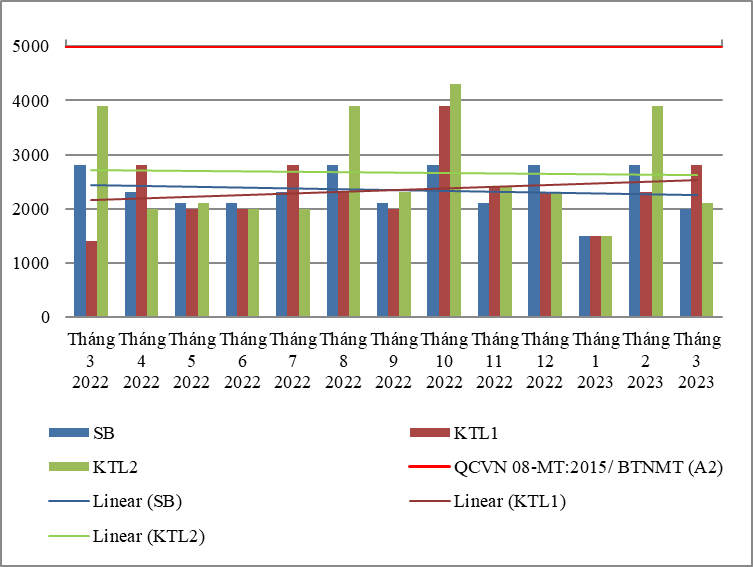 5000
4000
3000
2000
1000
0
Tháng Tháng Tháng Tháng Tháng Tháng Tháng Tháng Tháng Tháng Tháng Tháng Tháng
3 4 5 6 7 8 9 10 11 12 1 2 3
2022 2022 2022 2022 2022 2022 2022 2022 2022 2022 2023 2023 2023
SB KTL1
KTL2 QCVN 08-MT:2015/ BTNMT (A2)
Linear (SB) Linear (KTL1)
Linear (KTL2)